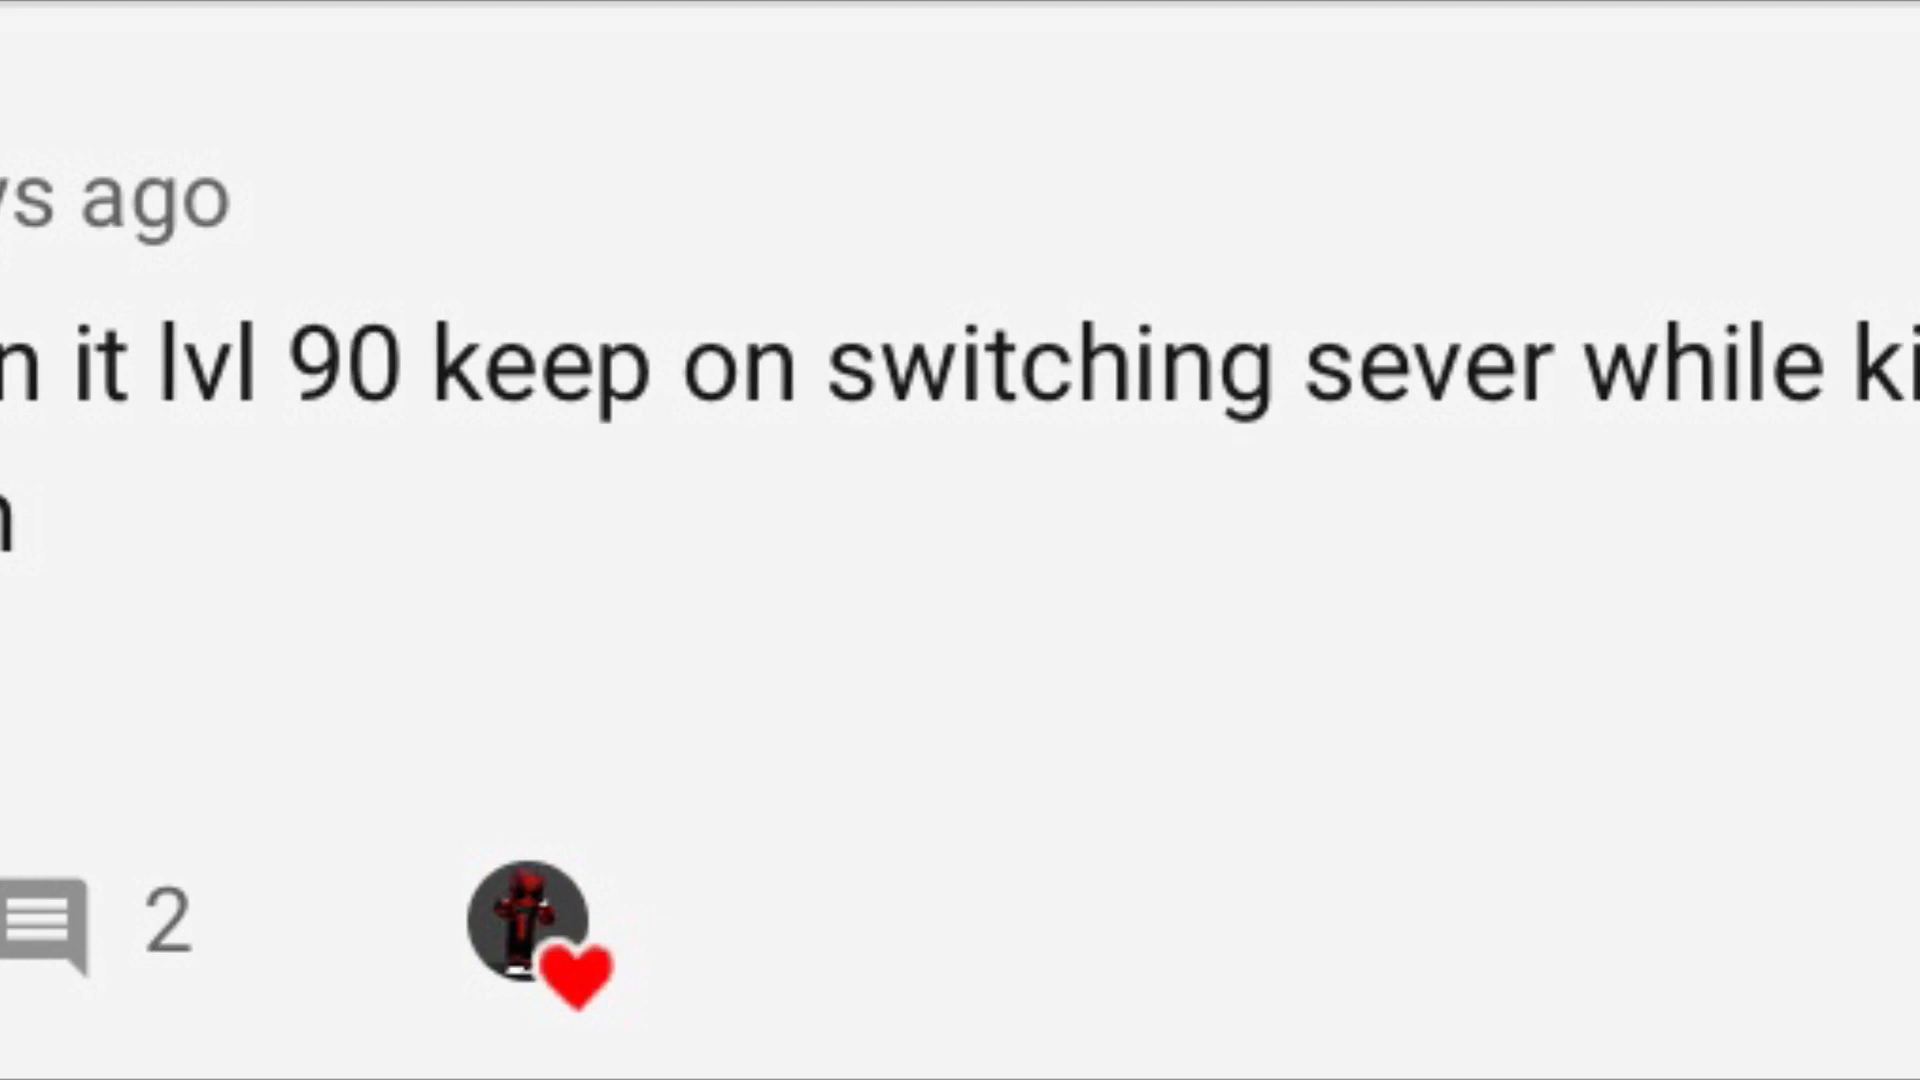 ys ago
n it lvl 90 keep on switching sever while ki
n
2